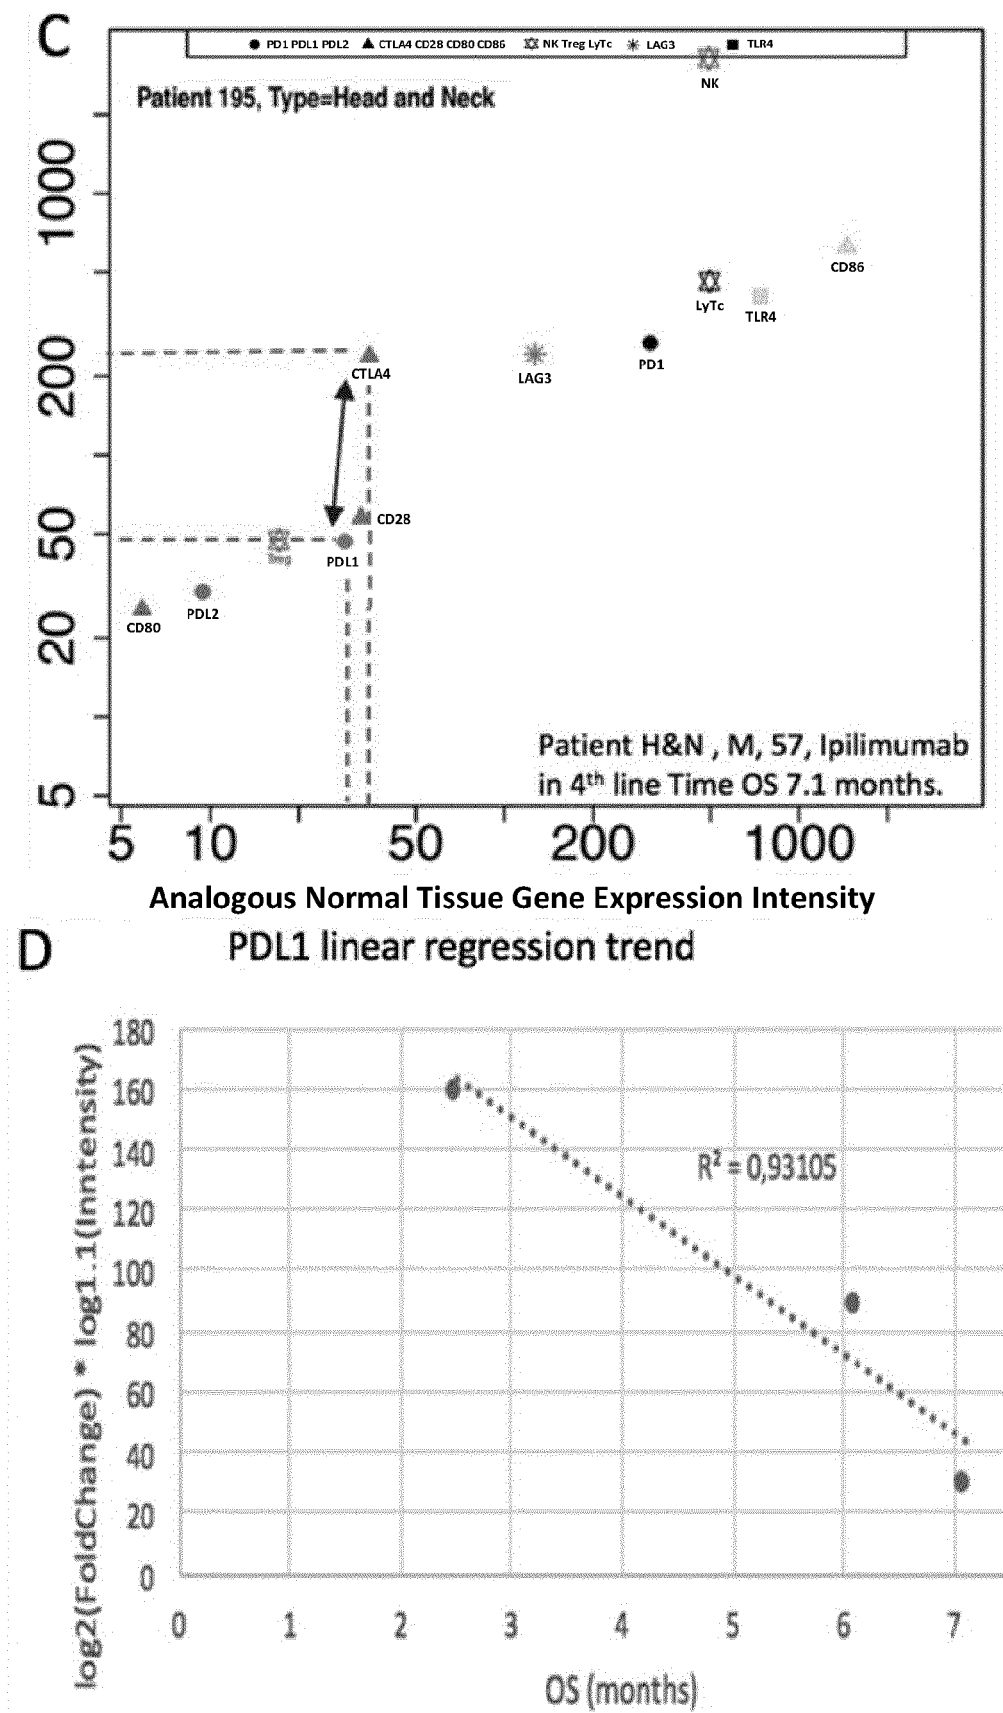 C
PD1 PDL1 PDL2 CTLA4 CD28 CD80 CD86 NK Treg LyTc LAG3 TLR4
NK
Patient 195, Type=Head and Neck
1000
CD86
LyTc
TLR4
200
CTLA4
LAG3
PD1
50
CD28
PDL1
20
CD80
PDL2
Patient H&N , M, 57, Ipilimumab
in 4th line Time OS 7.1 months.
5
5 10 50 200 1000
Analogous Normal Tissue Gene Expression Intensity
D
PDL1 linear regression trend
log2(FoldChange) * log1.1(Inntensity)
180
160
140
R² = 0,93105
120
100
80
60
40
20
0
0 1 2 3 4 5 6 7
OS (months)